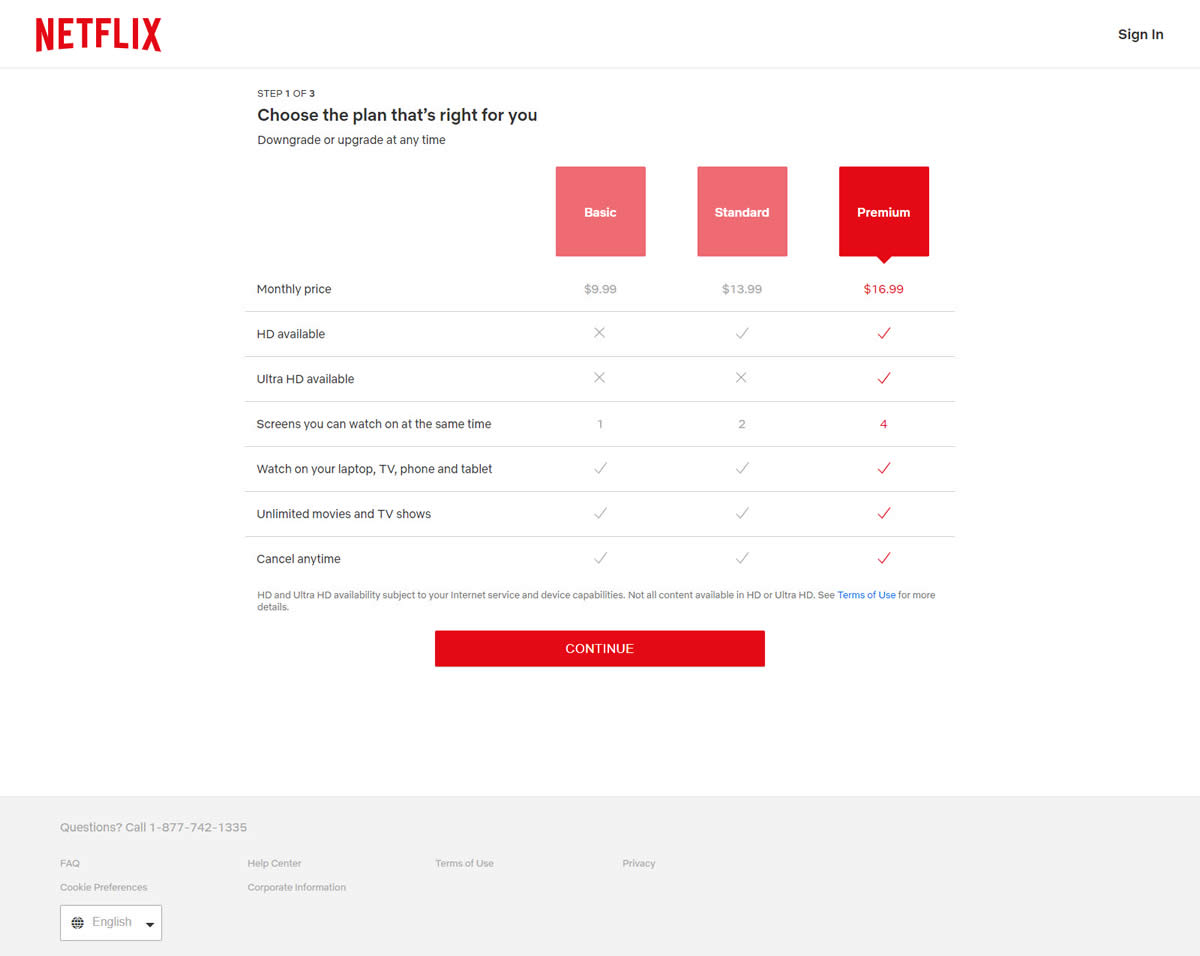 NETFLIX
Sign In
STEP 1 OF 3
Choose the plan that’s right for you
Downgrade or upgrade at any time
Basic Standard Premium
Monthly price $9.99 $13.99 $16.99
HD available
Ultra HD available
Screens you can watch on at the same time 1 2 4
Watch on your laptop, TV, phone and tablet
Unlimited movies and TV shows
Cancel anytime
HD and Ultra HD availability subject to your Internet service and device capabilities. Not all content available in HD or Ultra HD. See Terms of Use for more
details.
CONTINUE
Questions? Call 1-877-742-1335
FAQ Help Center Terms of Use Privacy
Cookie Preferences Corporate Information
English